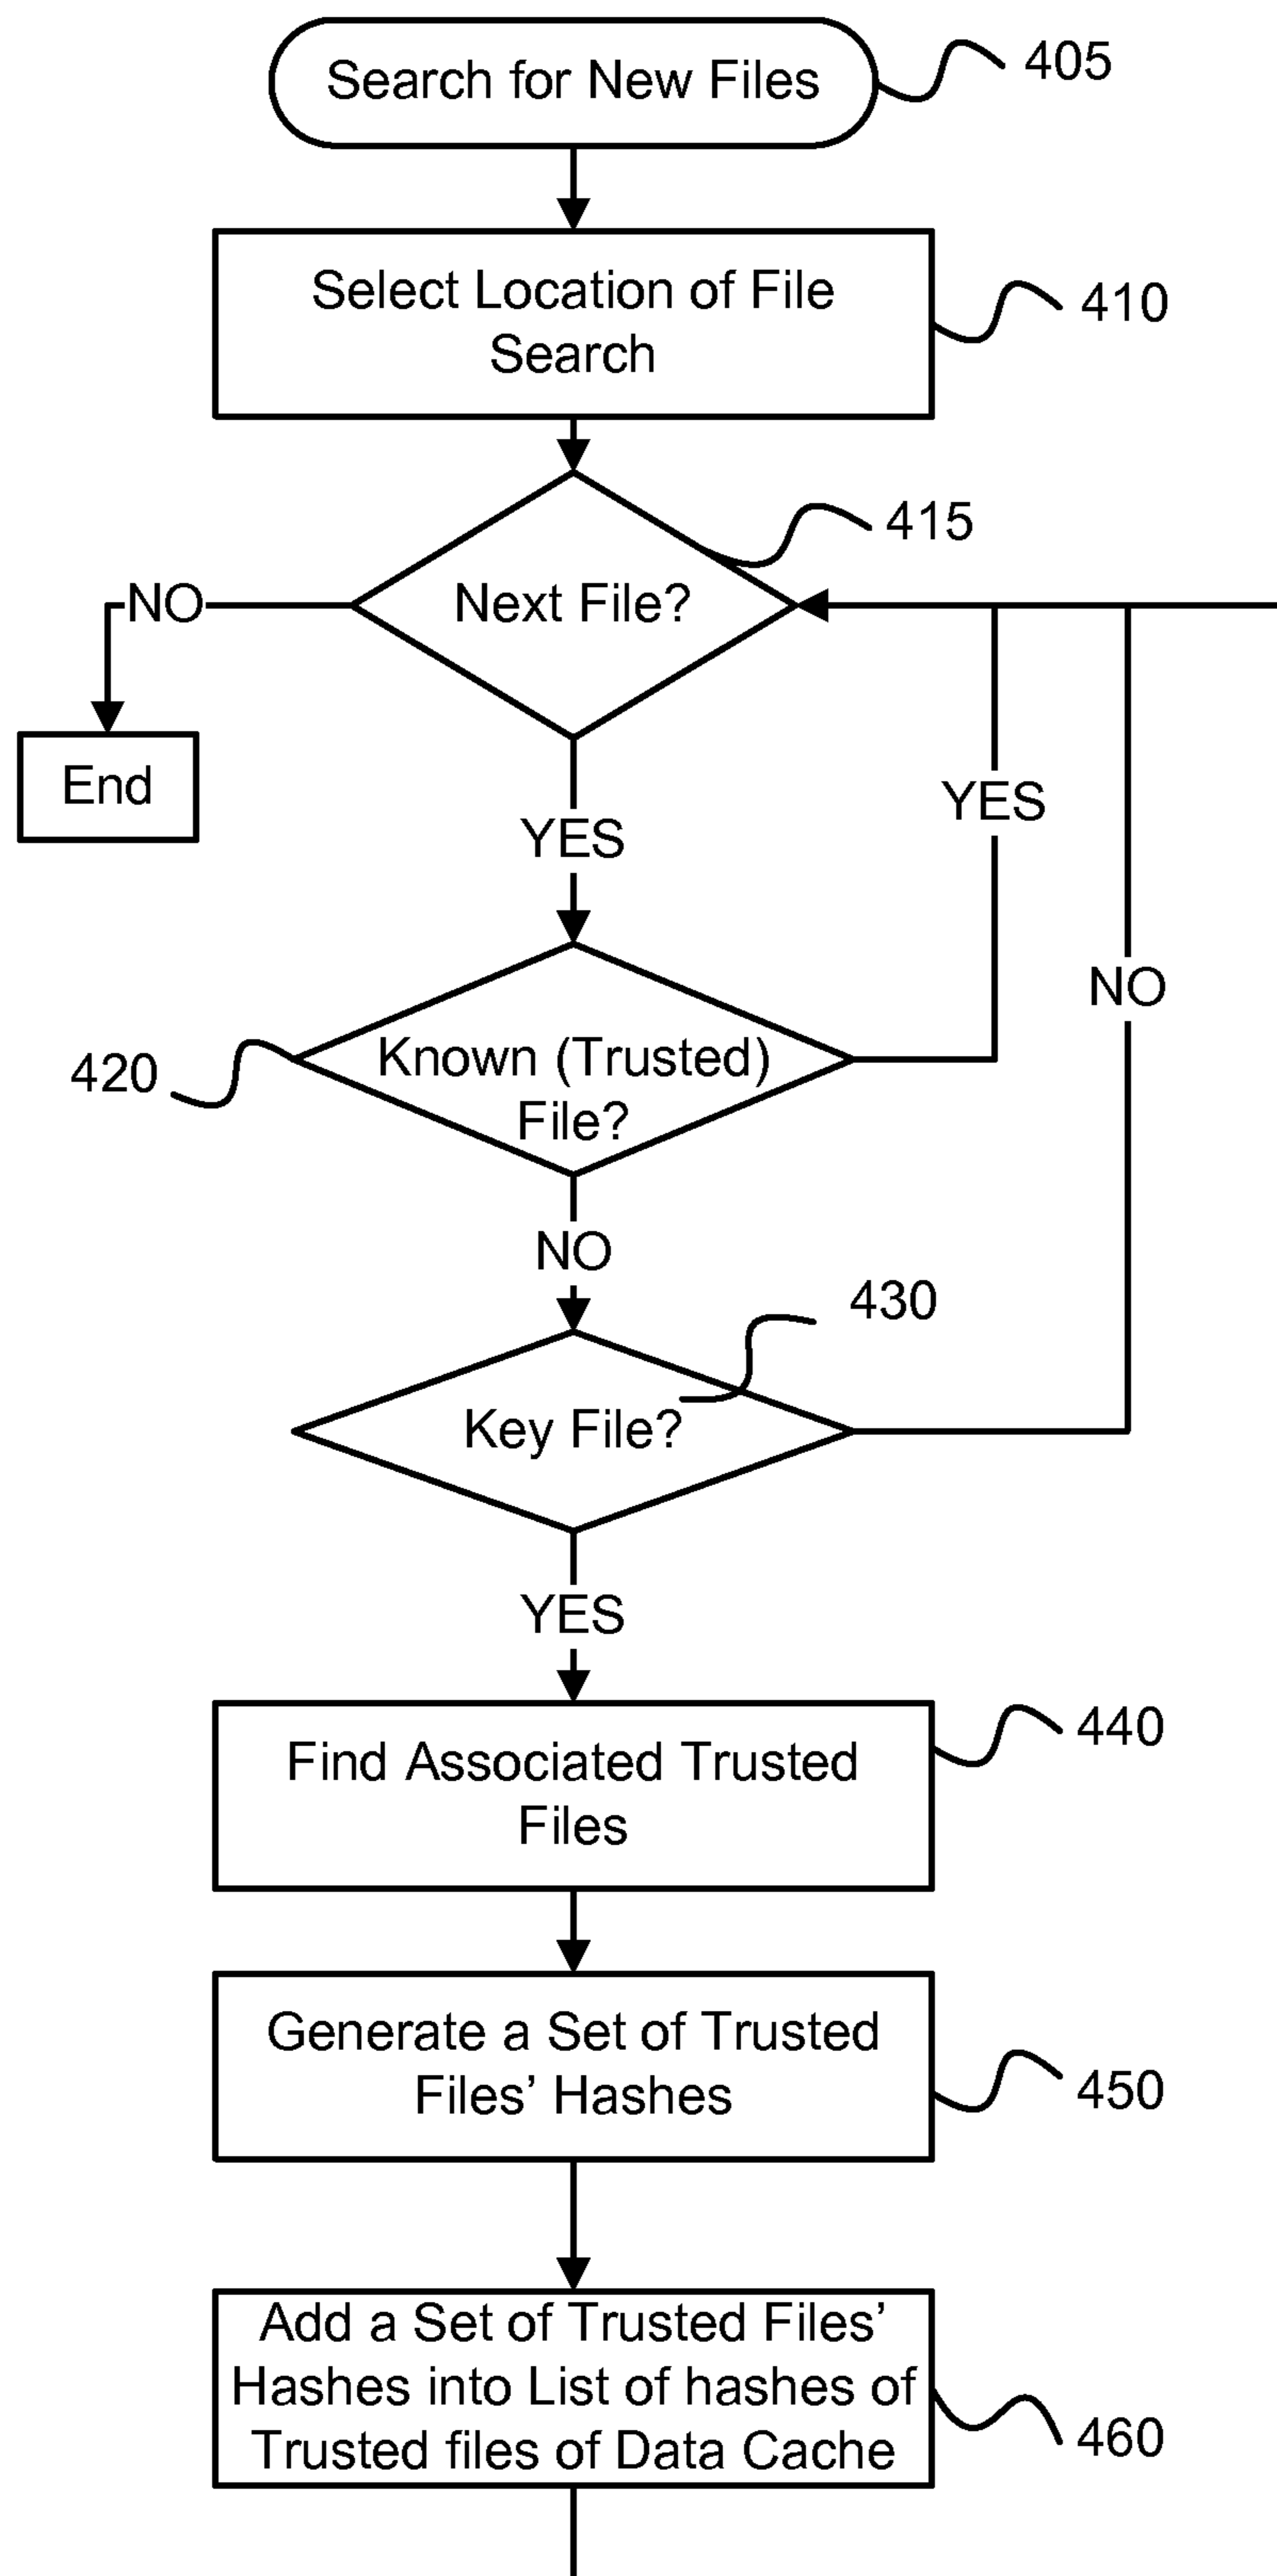 Search for New Files
405
Select Location of File
Search
410
415
Next File?
NO
End
YES
YES
NO
Known (Trusted)
File?
420
NO
430
Key File?
YES
Find Associated Trusted
Files
440
Generate a Set of Trusted
Files’ Hashes
450
Add a Set of Trusted Files’
Hashes into List of hashes of
Trusted files of Data Cache
460